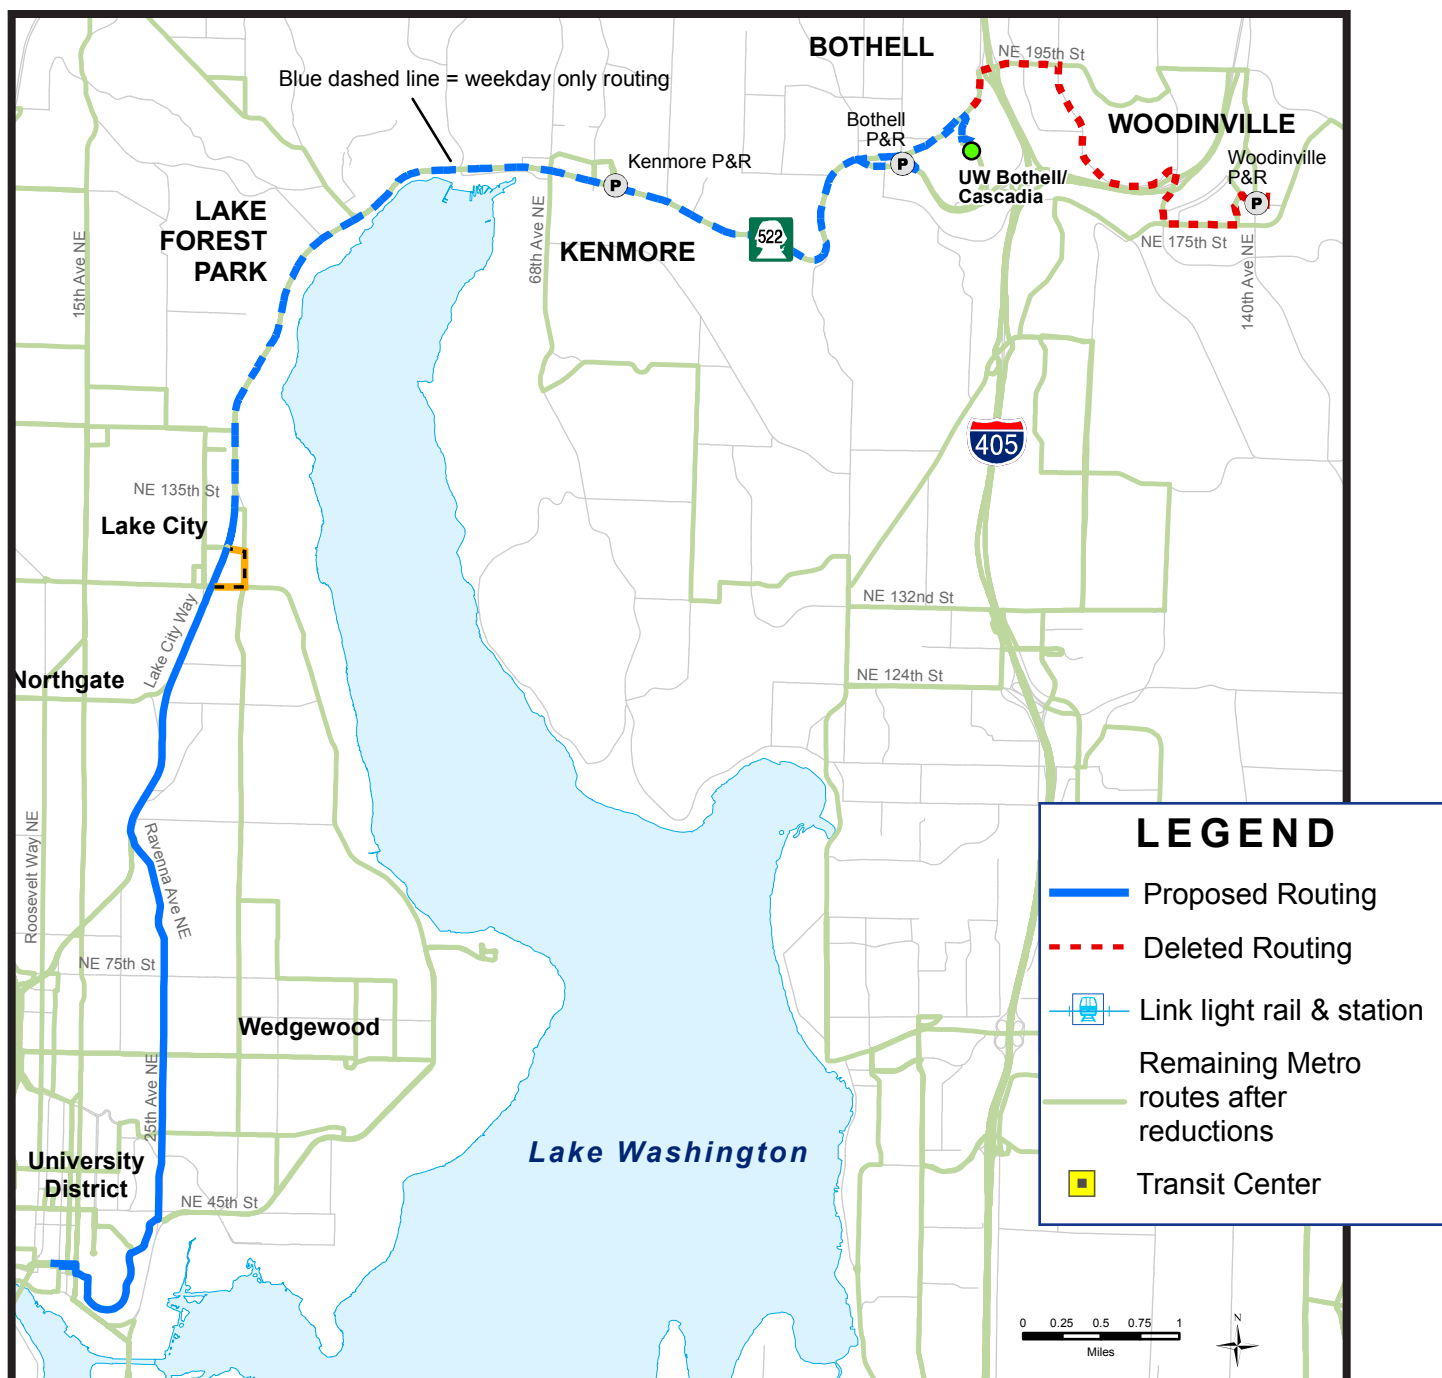 BOTHELL
NE 195th St
Blue dashed line = weekday only routing
Bothell
P&R
P
WOODINVILLE
Woodinville
P&R
P
Kenmore P&R
P
UW Bothell/
Cascadia
LAKE
FOREST
PARK
15th Ave NE
68th Ave NE
KENMORE
522
NE 175th St
140th Ave NE
405
NE 135th St
Lake City
NE 132nd St
Lake City Way
Northgate
NE 124th St
Roosevelt Way NE
Ravenna Ave NE
NE 75th St
Wedgewood
25th Ave NE
University
District
NE 45th St
Lake Washington
LEGEND
Proposed Routing
Deleted Routing
Link light rail & station
Remaining Metro
routes after
reductions
Transit Center
0 0.25 0.5 0.75 1
Miles
N